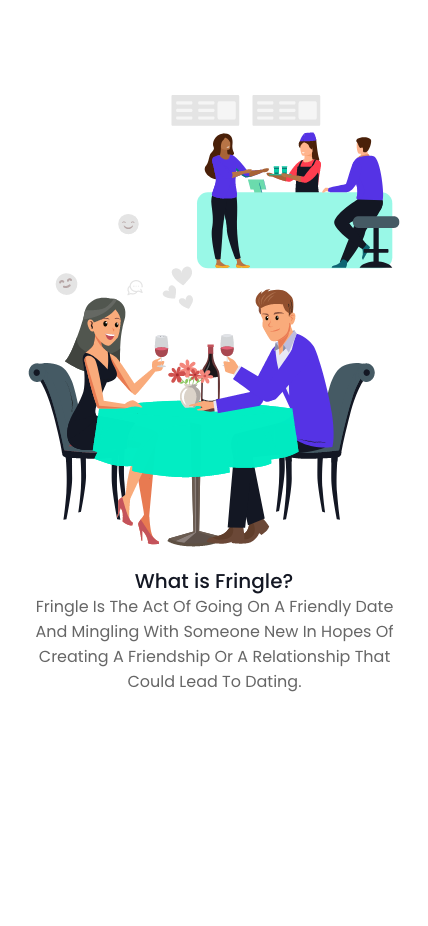 What is Fringle?
Fringle Is The Act Of Going On A Friendly Date
And Mingling With Someone New In Hopes Of
Creating A Friendship Or A Relationship That
Could Lead To Dating.